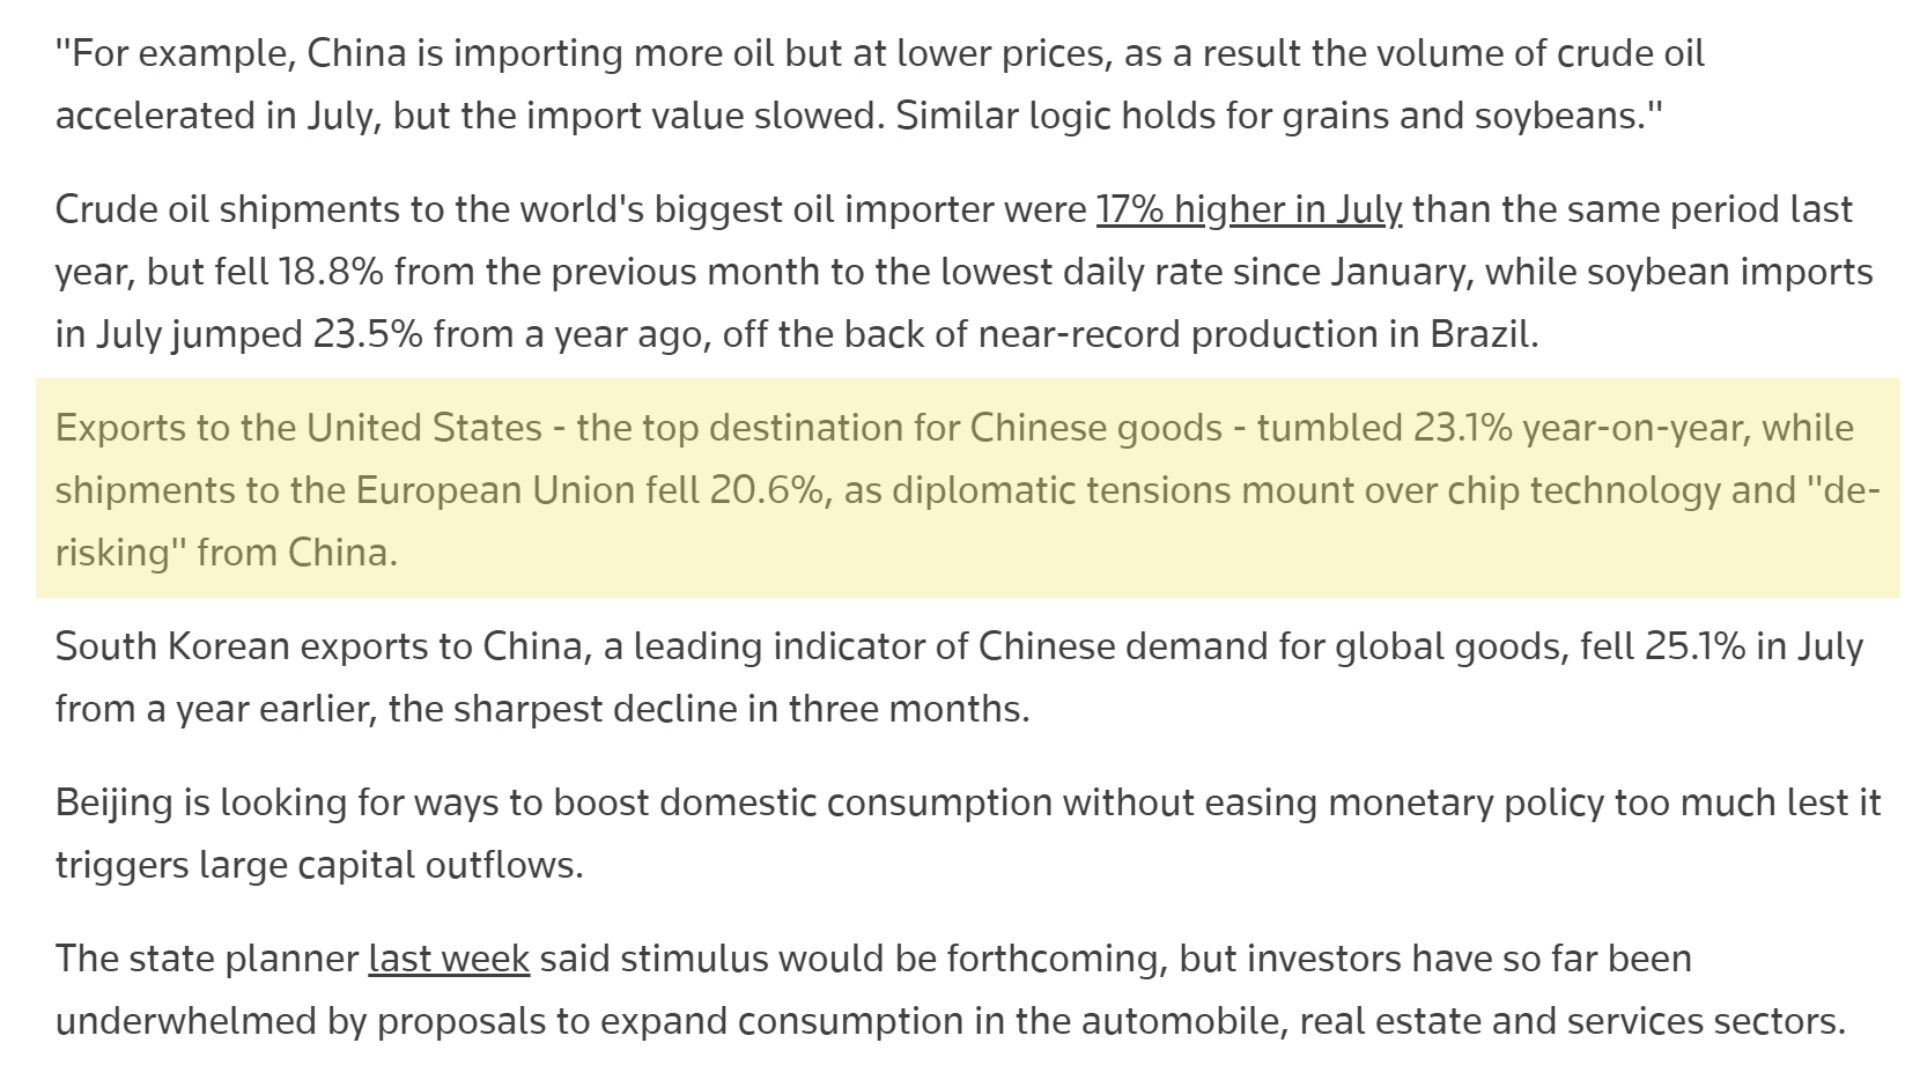 "For example, China is importing more oil but at lower prices, as a result the volume of crude oil
accelerated in July, but the import value slowed. Similar logic holds for grains and soybeans."
Crude oil shipments to the world's biggest oil importer were 17% higher in July than the same period last
year, but fell 18.8% from the previous month to the lowest daily rate since January, while soybean imports
in July jumped 23.5% from a year ago, off the back of near-record production in Brazil.
Exports to the United States - the top destination for Chinese goods - tumbled 23.1% year-on-year, while
shipments to the European Union fell 20.6%, as diplomatic tensions mount over chip technology and "de-
risking" from China.
South Korean exports to China, a leading indicator of Chinese demand for global goods, fell 25.1% in July
from a year earlier, the sharpest decline in three months.
Beijing is looking for ways to boost domestic consumption without easing monetary policy too much lest it
triggers large capital outflows.
The state planner last week said stimulus would be forthcoming, but investors have so far been
underwhelmed by proposals to expand consumption in the automobile, real estate and services sectors.